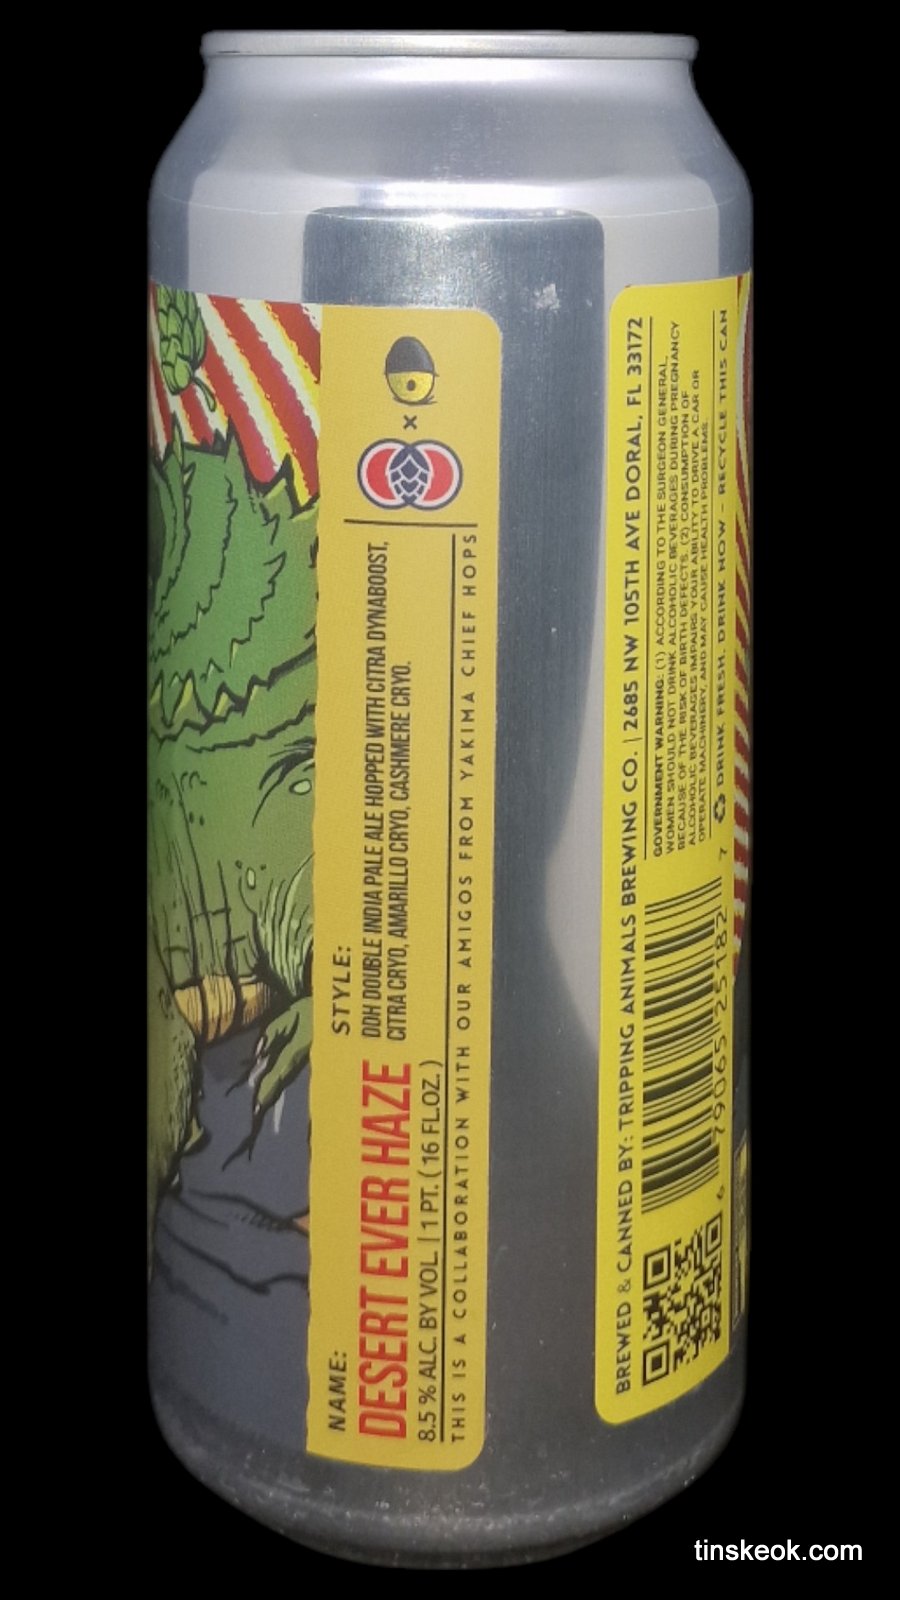 NAME:
DESERT EVER HAZE
8.5 % ALC. BY VOL. | 1 PT. ( 16 FL.OZ. )
STYLE:
DDH DOUBLE INDIA PALE ALE HOPPED WITH CITRA DYNABOOST,
CITRA CRYO, AMARILLO CRYO, CASHMERE CRYO.
THIS IS A COLLABORATION WITH OUR AMIGOS FROM YAKIMA CHIEF HOPS
×
BREWED & CANNED BY: TRIPPING ANIMALS BREWING CO. | 2685 NW 105TH AVE DORAL, FL 33172
GOVERNMENT WARNING: (1) ACCORDING TO THE SURGEON GENERAL,
WOMEN SHOULD NOT DRINK ALCOHOLIC BEVERAGES DURING PREGNANCY
BECAUSE OF THE RISK OF BIRTH DEFECTS. (2) CONSUMPTION OF
ALCOHOLIC BEVERAGES IMPAIRS YOUR ABILITY TO DRIVE A CAR OR
OPERATE MACHINERY, AND MAY CAUSE HEALTH PROBLEMS.
DRINK FRESH. DRINK NOW - RECYCLE THIS CAN
6 79065 25182 7
tinskeok.com